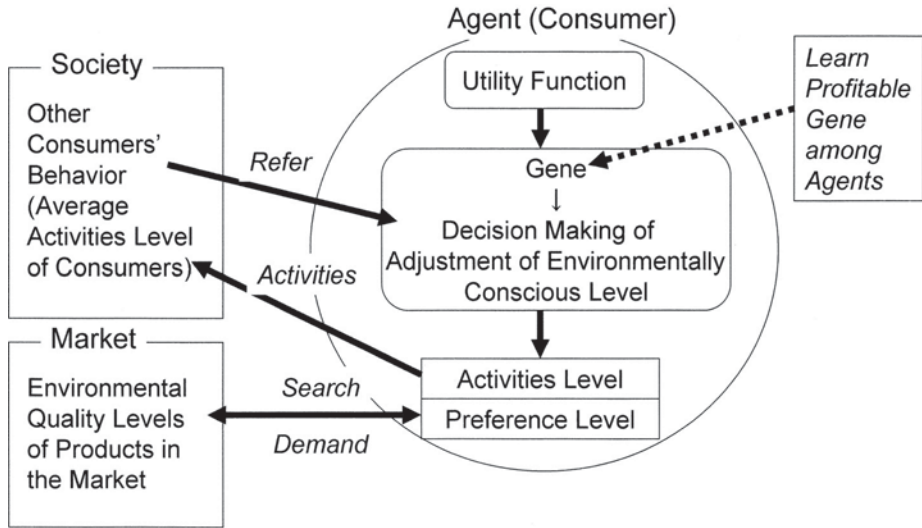 Agent (Consumer)
Society
Other
Consumers'
Behavior
(Average
Activities Level
of Consumers)
Refer
Activities
Utility Function
Gene
↓
Decision Making of
Adjustment of Environmentally
Conscious Level
Learn
Profitable
Gene
among
Agents
Market
Environmental
Quality Levels
of Products in
the Market
Search
Demand
Activities Level
Preference Level